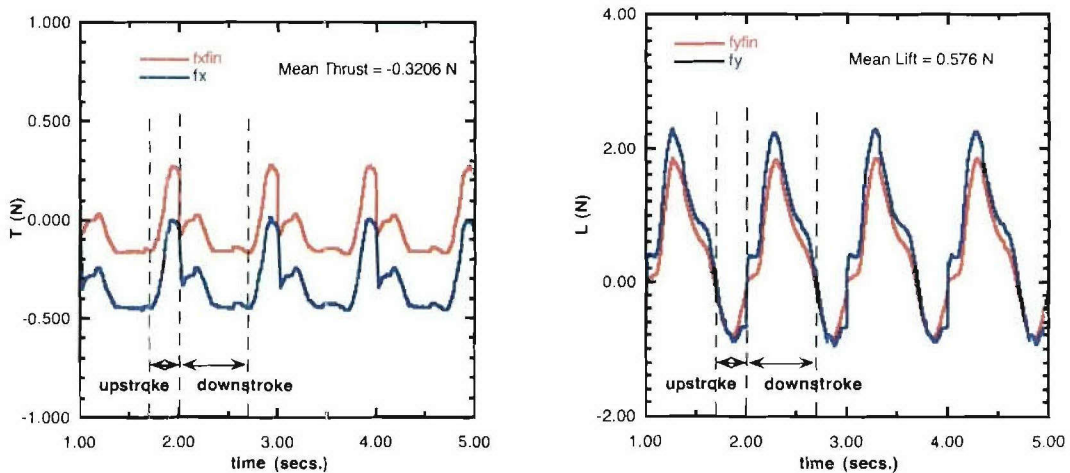 1.000
0.500
0.000
-0.500
-1.000
T (N)
fxfin
fx
Mean Thrust = -0.3206 N
upstroke
downstroke
1.00 2.00 3.00 4.00 5.00
time (secs.)
4.00
2.00
0.00
-2.00
L (N)
fyfin
fy
Mean Lift = 0.576 N
upstroke
downstroke
1.00 2.00 3.00 4.00 5.00
time (secs.)